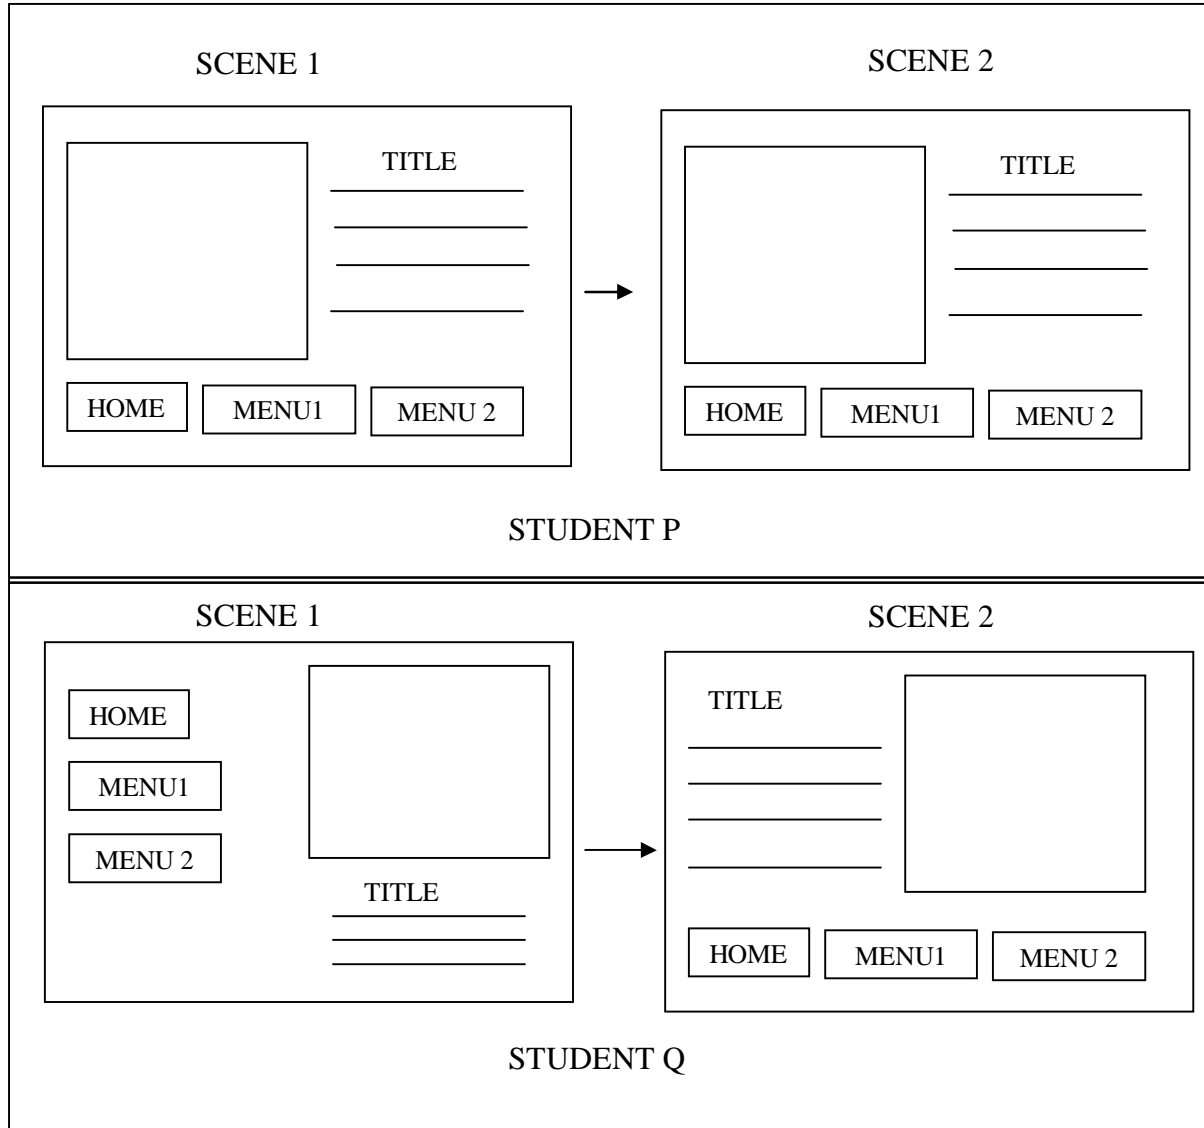 SCENE 1
SCENE 2
TITLE
HOME
MENU1
MENU 2
TITLE
HOME
MENU1
MENU 2
STUDENT P
SCENE 1
SCENE 2
HOME
MENU1
MENU 2
TITLE
TITLE
HOME
MENU1
MENU 2
STUDENT Q